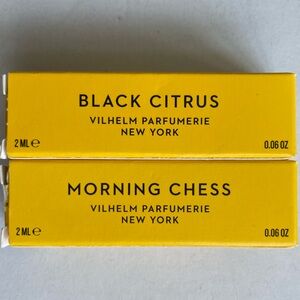 BLACK CITRUS
VILHELM PARFUMERIE
NEW YORK
2 ML ℮ 0.06 OZ
MORNING CHESS
VILHELM PARFUMERIE
NEW YORK
2 ML ℮ 0.06 OZ